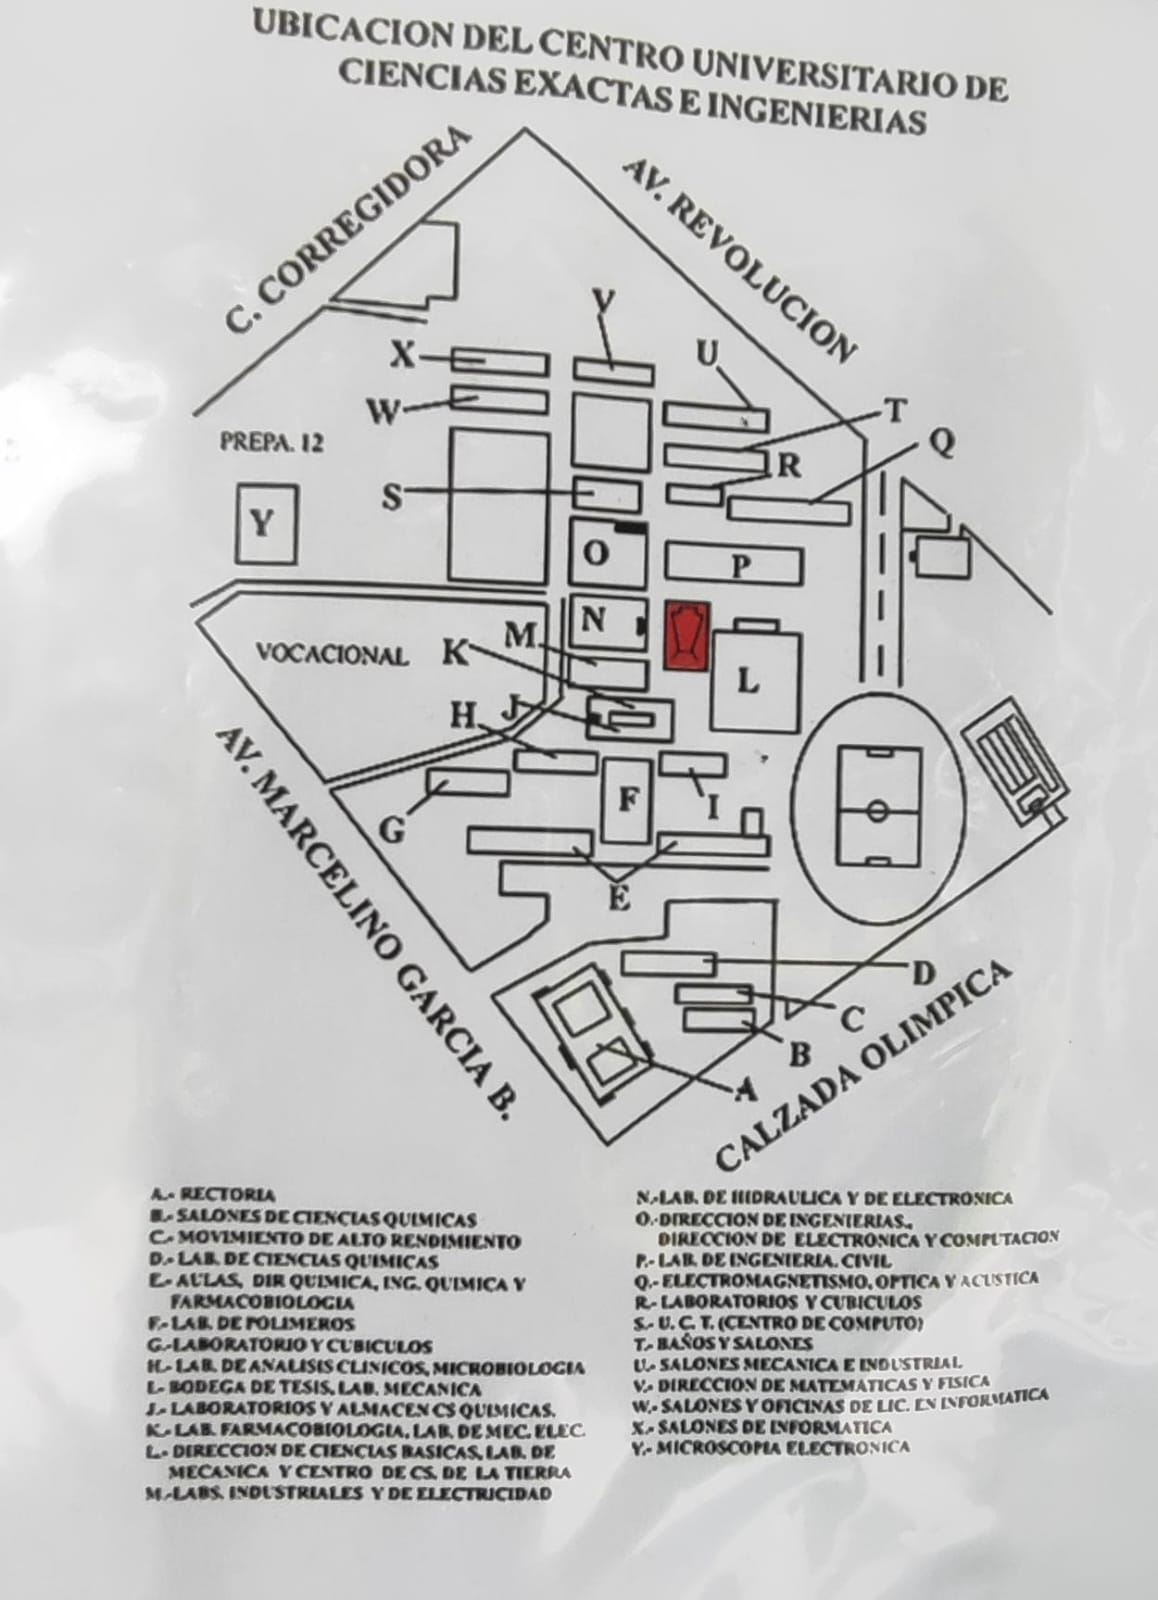 UBICACION DEL CENTRO UNIVERSITARIO DE
CIENCIAS EXACTAS E INGENIERIAS
C. CORREGIDORA
AV. REVOLUCION
V
X
U
W
T
PREPA. 12
Q
R
S
Y
O
P
N
M
VOCACIONAL
K
L
H
J
AV. MARCELINO GARCIA B.
F
I
G
E
D
C
B
A
CALZADA OLIMPICA
A.- RECTORIA
B.- SALONES DE CIENCIAS QUIMICAS
C.- MOVIMIENTO DE ALTO RENDIMIENTO
D.- LAB. DE CIENCIAS QUIMICAS
E.- AULAS, DIR QUIMICA, ING. QUIMICA Y
FARMACOBIOLOGIA
F.- LAB. DE POLIMEROS
G.-LABORATORIO Y CUBICULOS
H.- LAB. DE ANALISIS CLINICOS, MICROBIOLOGIA
I.- BODEGA DE TESIS, LAB. MECANICA
J.- LABORATORIOS Y ALMACEN CS QUIMICAS.
K.- LAB. FARMACOBIOLOGIA, LAB. DE MEC. ELEC.
L.- DIRECCION DE CIENCIAS BASICAS, LAB. DE
MECANICA Y CENTRO DE CS. DE LA TIERRA
M.-LABS. INDUSTRIALES Y DE ELECTRICIDAD
N.-LAB. DE HIDRAULICA Y DE ELECTRONICA
O.-DIRECCION DE INGENIERIAS.,
DIRECCION DE ELECTRONICA Y COMPUTACION
P.- LAB. DE INGENIERIA. CIVIL
Q.- ELECTROMAGNETISMO, OPTICA Y ACUSTICA
R.- LABORATORIOS Y CUBICULOS
S.- U. C. T. (CENTRO DE COMPUTO)
T.- BAÑOS Y SALONES
U.- SALONES MECANICA E INDUSTRIAL
V.- DIRECCION DE MATEMÁTICAS Y FISICA
W.- SALONES Y OFICINAS DE LIC. EN INFORMATICA
X.- SALONES DE INFORMATICA
Y.- MICROSCOPIA ELECTRONICA